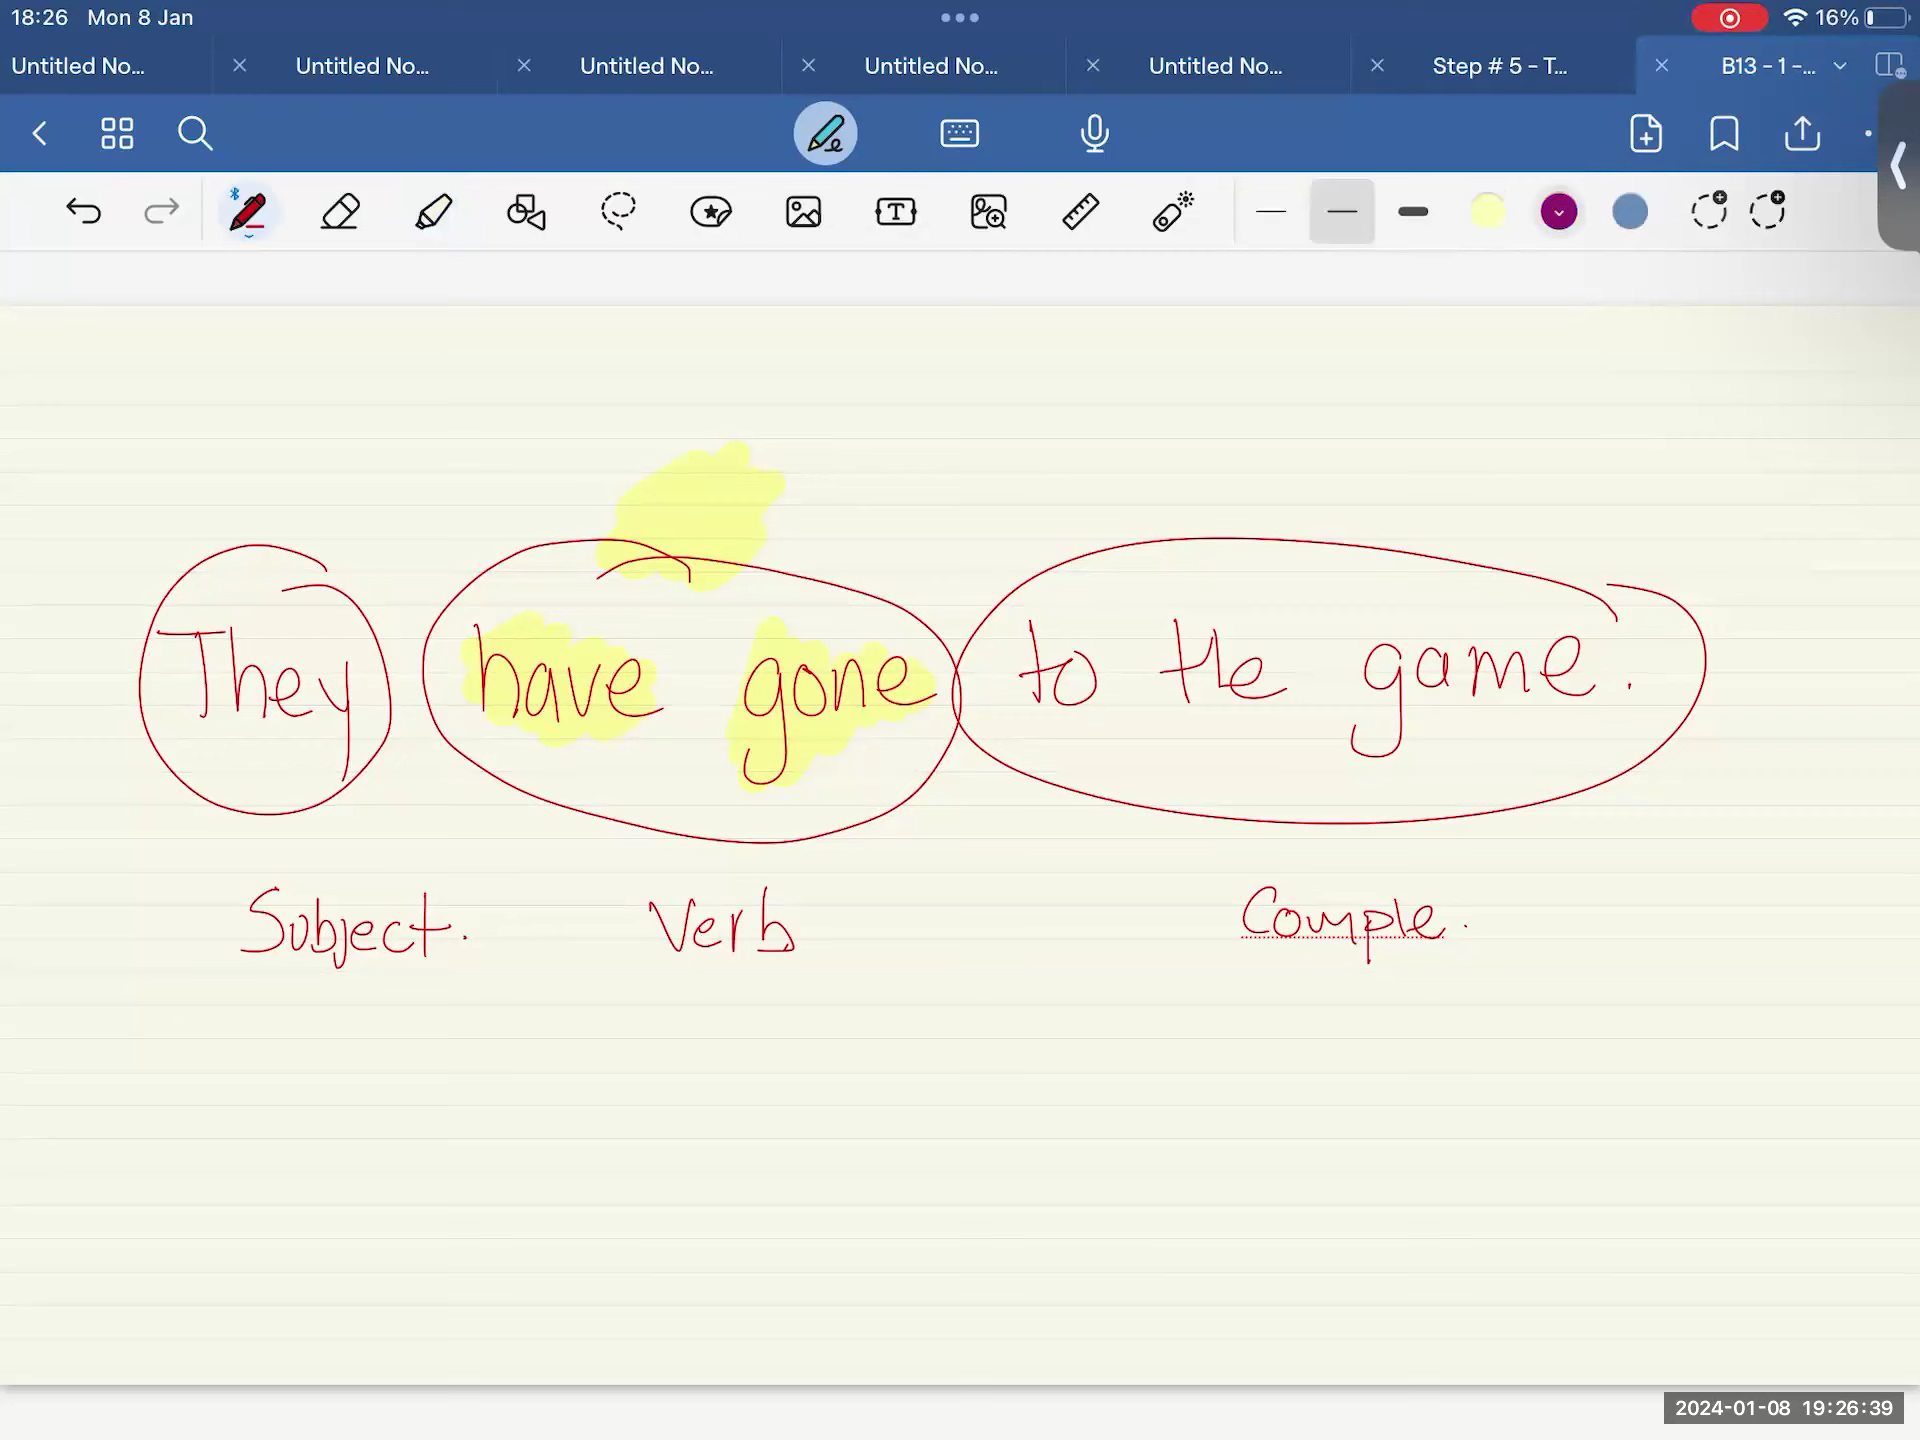 18:26 Mon 8 Jan 16%
Untitled No... Untitled No... Untitled No... Untitled No... Untitled No... Step # 5 - T... B13 - 1 -...
They have gone to the game.
Subject. Verb Comple.
2024-01-08 19:26:39